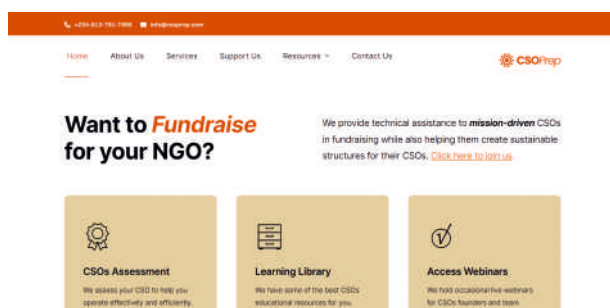 info@csoprep.com
Home About Us Services Support Us Resources Contact Us
CSOPrep
Want to Fundraise
for your NGO?
We provide technical assistance to mission-driven CSOs
in fundraising while also helping them create sustainable
structures for their CSOs. Click here to join us.
CSOs Assessment
We assess your CSO to help you
operate effectively and efficiently.
Learning Library
We have some of the best CSOs
educational resources for you.
Access Webinars
We hold occasional live webinars
for CSOs founders and team